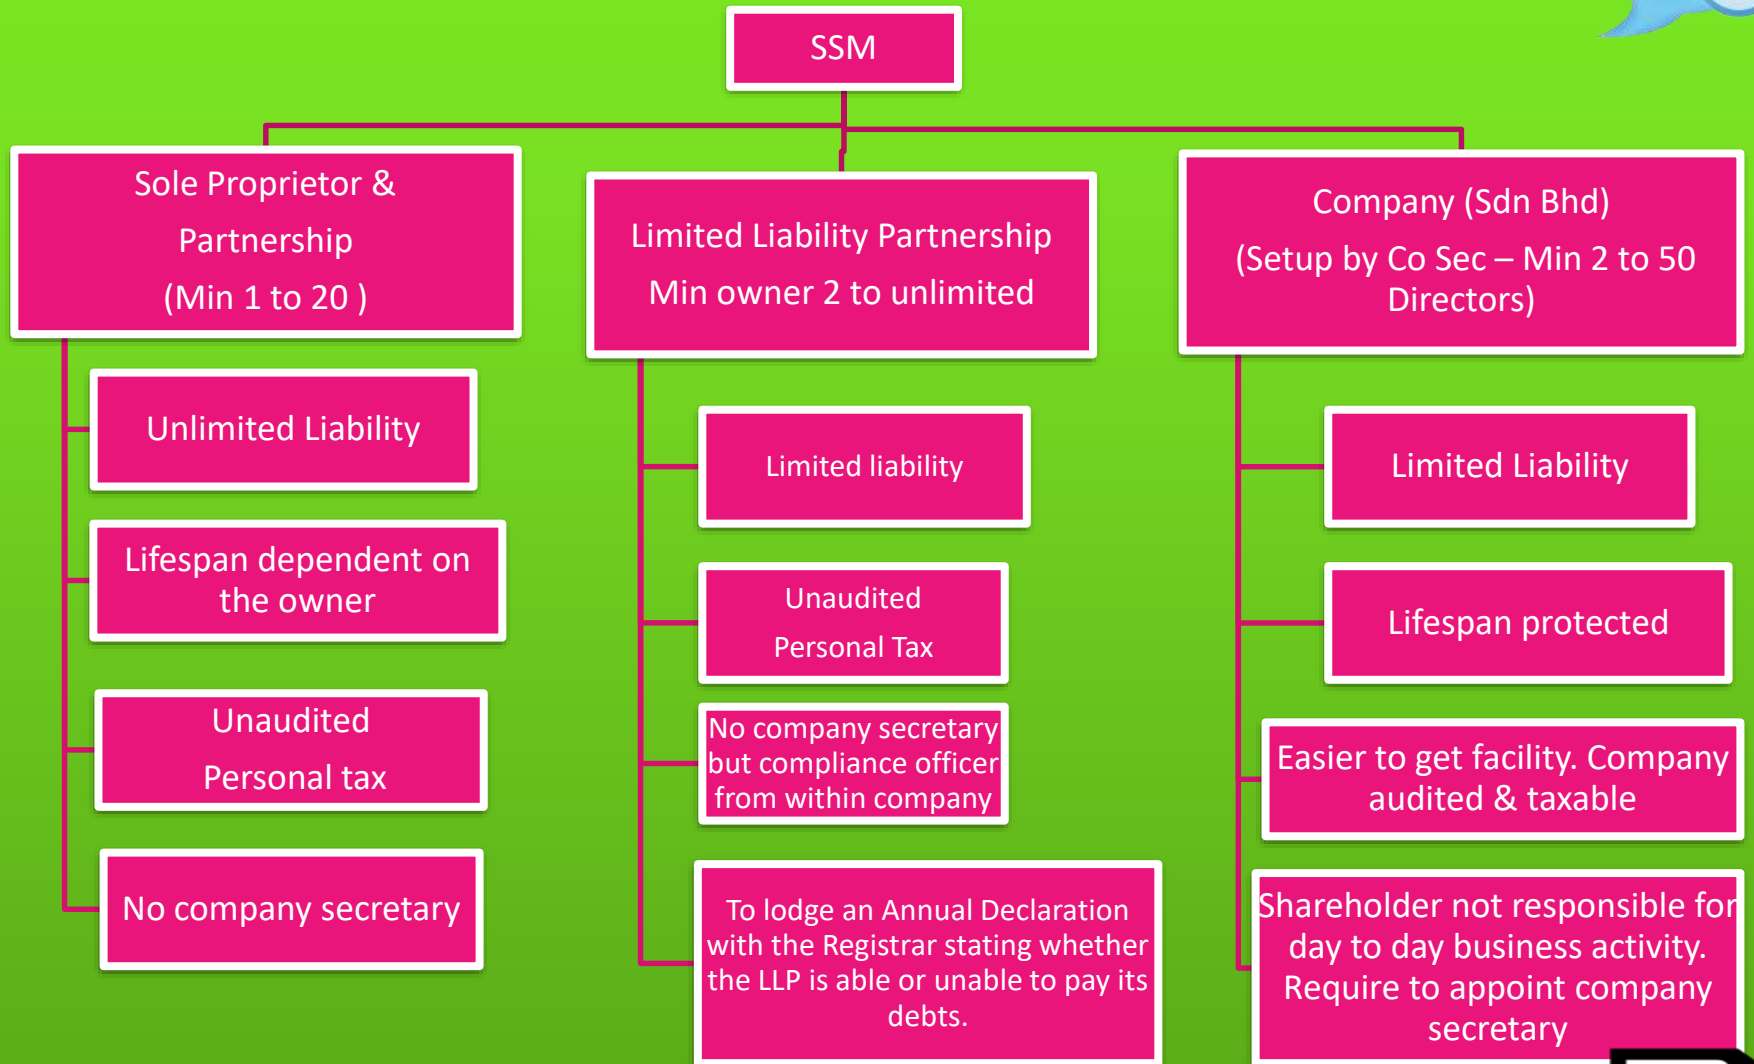 SSM
Sole Proprietor &
Partnership
(Min 1 to 20 )
Unlimited Liability
Lifespan dependent on
the owner
Unaudited
Personal tax
No company secretary
Limited Liability Partnership
Min owner 2 to unlimited
Limited liability
Unaudited
Personal Tax
No company secretary
but compliance officer
from within company
To lodge an Annual Declaration
with the Registrar stating whether
the LLP is able or unable to pay its
debts.
Company (Sdn Bhd)
(Setup by Co Sec – Min 2 to 50
Directors)
Limited Liability
Lifespan protected
Easier to get facility. Company
audited & taxable
Shareholder not responsible for
day to day business activity.
Require to appoint company
secretary